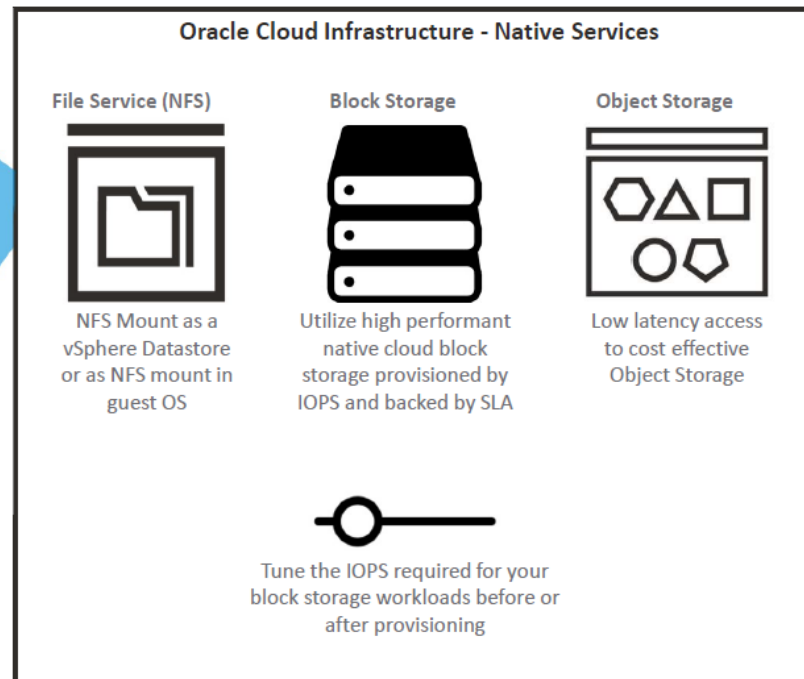 Oracle Cloud Infrastructure - Native Services
File Service (NFS)
NFS Mount as a
vSphere Datastore
or as NFS mount in
guest OS
Block Storage
Utilize high performant
native cloud block
storage provisioned by
IOPS and backed by SLA
Object Storage
Low latency access
to cost effective
Object Storage
Tune the IOPS required for your
block storage workloads before or
after provisioning